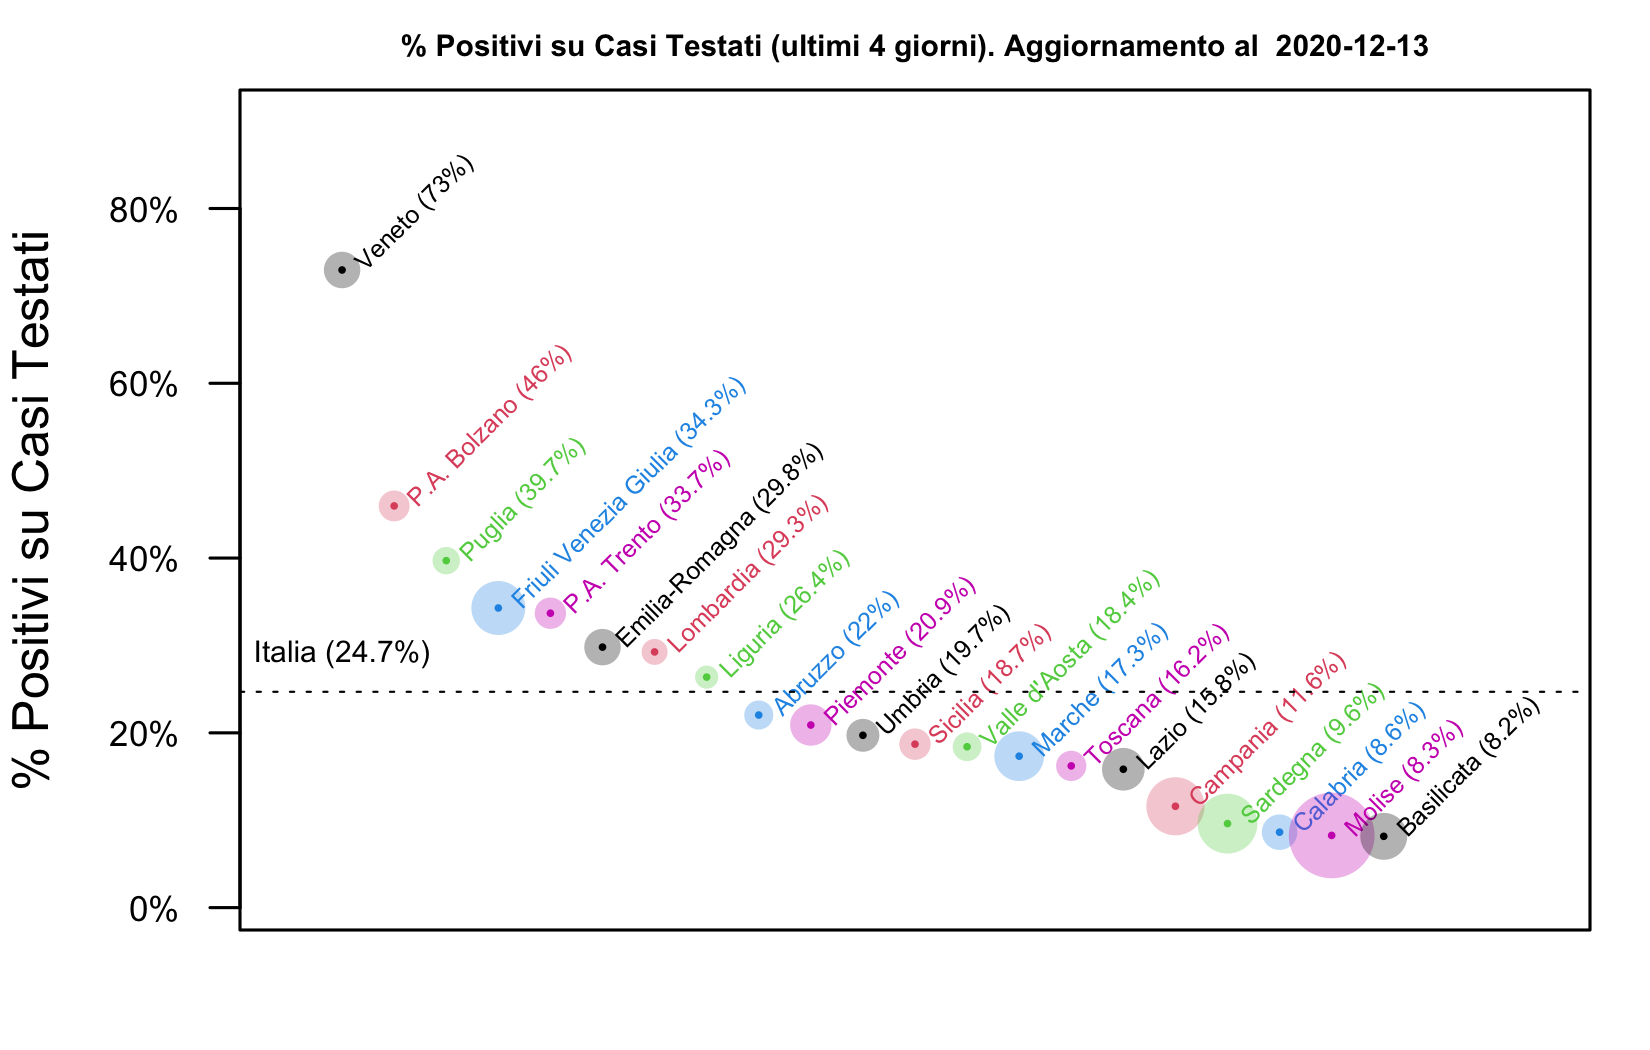 % Positivi su Casi Testati (ultimi 4 giorni). Aggiornamento al  2020-12-13
% Positivi su Casi Testati
80%
60%
40%
20%
0%
Veneto (73%)
P.A. Bolzano (46%)
Puglia (39.7%)
Friuli Venezia Giulia (34.3%)
P.A. Trento (33.7%)
Emilia-Romagna (29.8%)
Lombardia (29.3%)
Liguria (26.4%)
Italia (24.7%)
Abruzzo (22%)
Piemonte (20.9%)
Umbria (19.7%)
Sicilia (18.7%)
Valle d'Aosta (18.4%)
Marche (17.3%)
Toscana (16.2%)
Lazio (15.8%)
Campania (11.6%)
Sardegna (9.6%)
Calabria (8.6%)
Molise (8.3%)
Basilicata (8.2%)